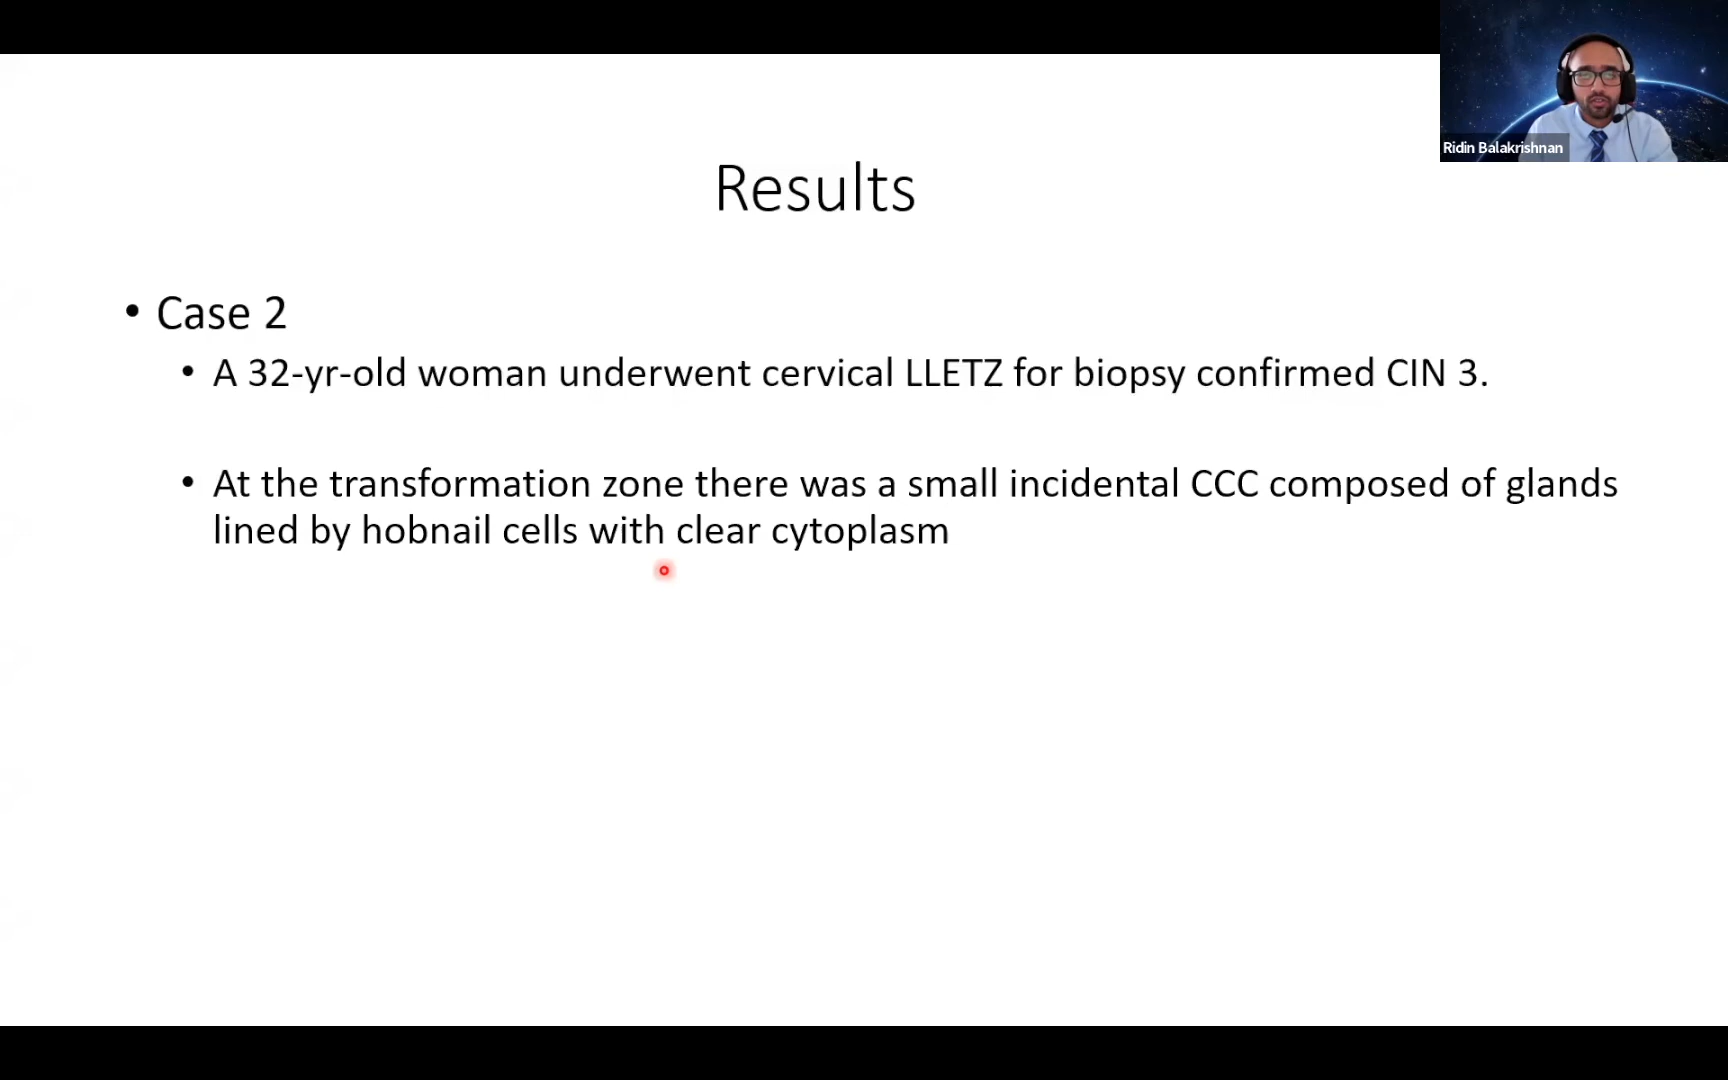 Ridin Balakrishnan
Results
• Case 2
• A 32-yr-old woman underwent cervical LLETZ for biopsy confirmed CIN 3.
• At the transformation zone there was a small incidental CCC composed of glands
lined by hobnail cells with clear cytoplasm